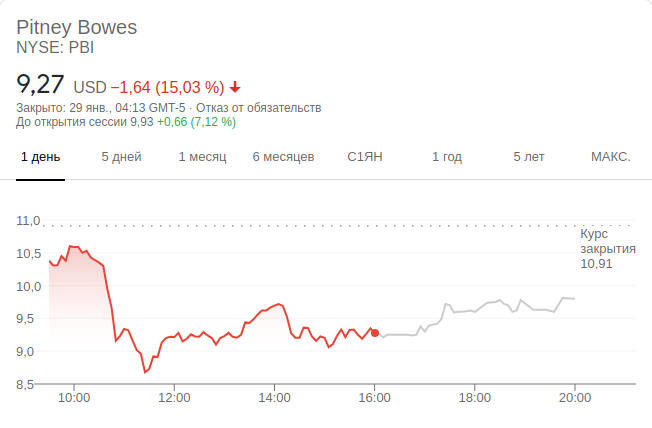 Pitney Bowes
NYSE: PBI
9,27 USD −1,64 (15,03 %)
Закрыто: 29 янв., 04:13 GMT-5 · Отказ от обязательств
До открытия сессии 9,93 +0,66 (7,12 %)
1 день 5 дней 1 месяц 6 месяцев С1ЯН 1 год 5 лет МАКС.
11,0
Курс
закрытия
10,91
10,5
10,0
9,5
9,0
8,5
10:00 12:00 14:00 16:00 18:00 20:00